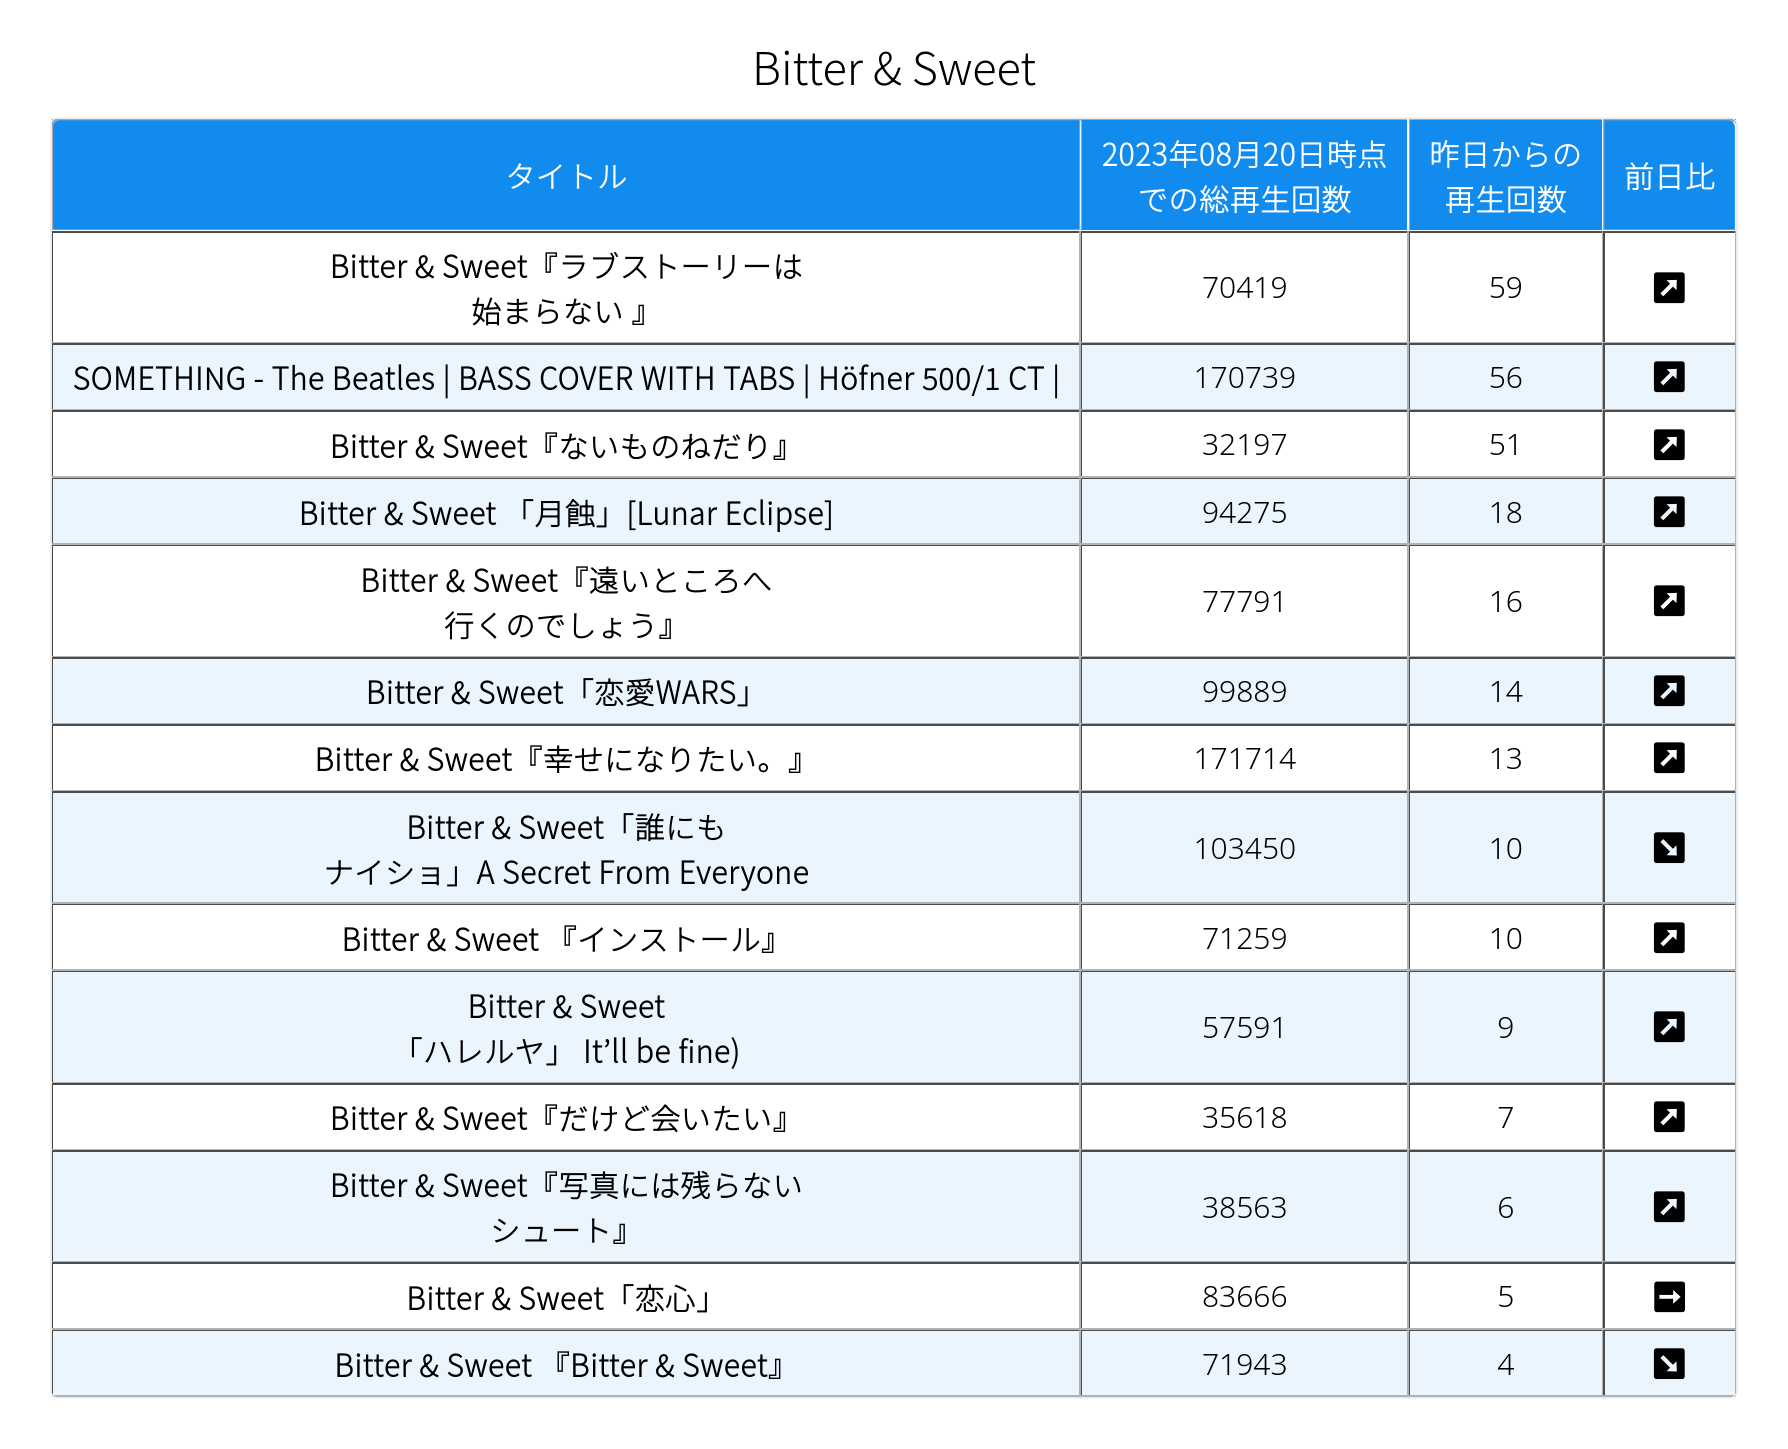 Bitter & Sweet
タイトル
2023年08月20日時点
での総再生回数
昨日からの
再生回数
前日比
Bitter & Sweet『ラブストーリーは
始まらない 』
70419
59
SOMETHING - The Beatles | BASS COVER WITH TABS | Höfner 500/1 CT |
170739
56
Bitter & Sweet『ないものねだり』
32197
51
Bitter & Sweet 「月蝕」[Lunar Eclipse]
94275
18
Bitter & Sweet『遠いところへ
行くのでしょう』
77791
16
Bitter & Sweet「恋愛WARS」
99889
14
Bitter & Sweet『幸せになりたい。』
171714
13
Bitter & Sweet「誰にも
ナイショ」A Secret From Everyone
103450
10
Bitter & Sweet 『インストール』
71259
10
Bitter & Sweet
「ハレルヤ」 It’ll be fine)
57591
9
Bitter & Sweet『だけど会いたい』
35618
7
Bitter & Sweet『写真には残らない
シュート』
38563
6
Bitter & Sweet「恋心」
83666
5
Bitter & Sweet 『Bitter & Sweet』
71943
4